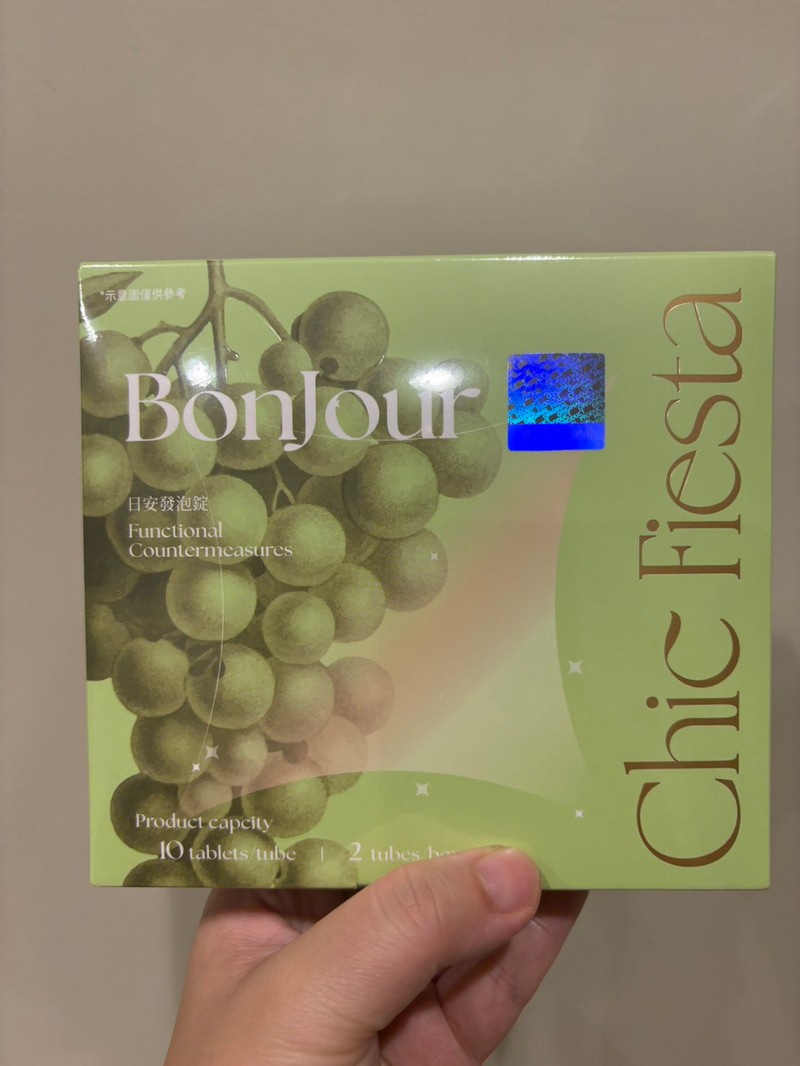 *示意圖僅供參考
BonJour
日安發泡錠
Functional
Countermeasures
Chic Fiesta
Product capcity
10 tablets/tube | 2 tubes/